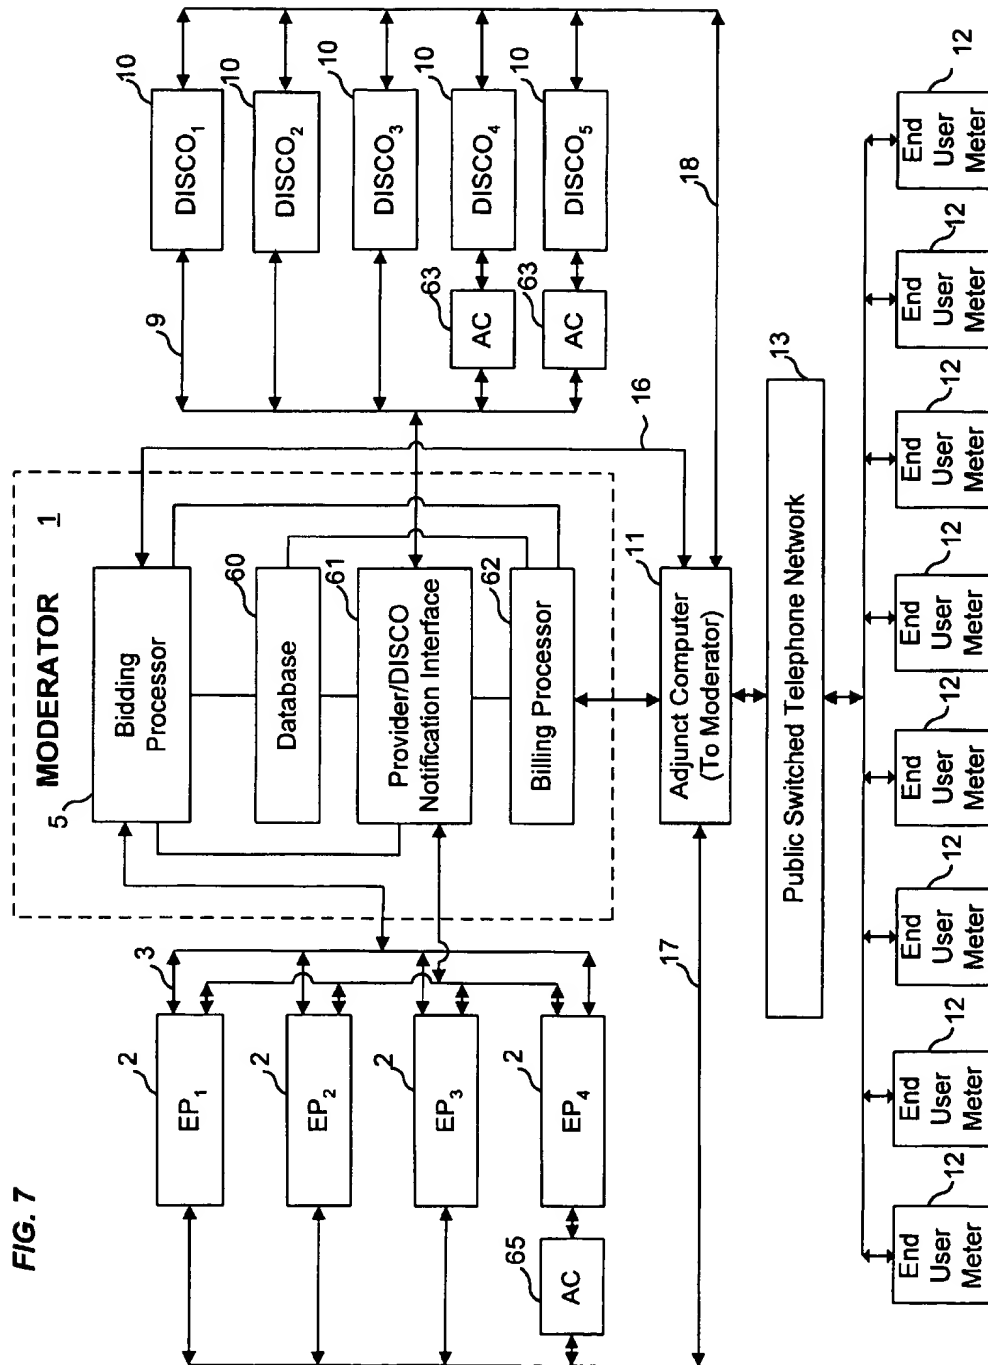 FIG. 7
MODERATOR
1
5
Bidding
Processor
60
Database
61
Provider/DISCO
Notification Interface
62
Billing Processor
3
2
EP1
2
EP2
2
EP3
2
EP4
65
AC
9
10
DISCO1
10
DISCO2
10
DISCO3
10
DISCO4
10
DISCO5
63
AC
63
AC
16
17
18
11
Adjunct Computer
(To Moderator)
13
Public Switched Telephone Network
12
End
User
Meter
12
End
User
Meter
12
End
User
Meter
12
End
User
Meter
12
End
User
Meter
12
End
User
Meter
12
End
User
Meter
12
End
User
Meter